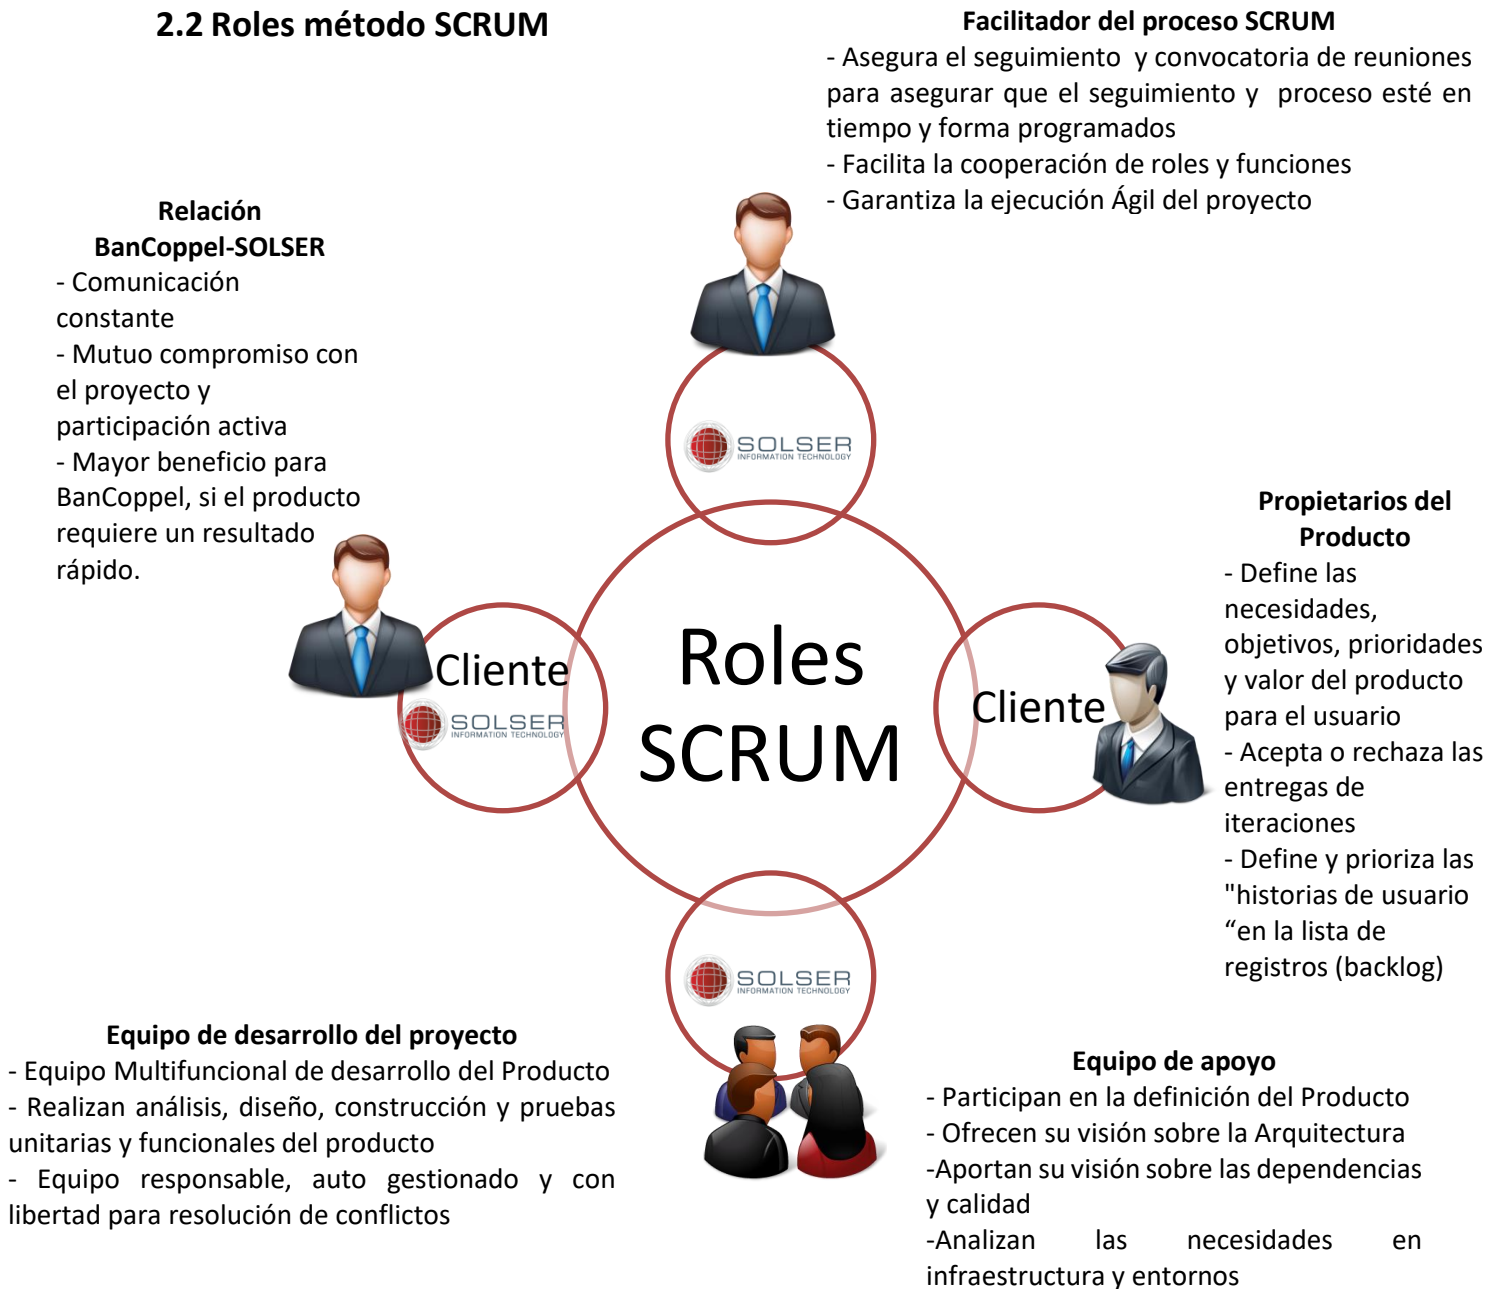 2.2 Roles método SCRUM
Facilitador del proceso SCRUM
- Asegura el seguimiento y convocatoria de reuniones
para asegurar que el seguimiento y proceso esté en
tiempo y forma programados
- Facilita la cooperación de roles y funciones
- Garantiza la ejecución Ágil del proyecto
Relación
BanCoppel-SOLSER
- Comunicación
constante
- Mutuo compromiso con
el proyecto y
participación activa
- Mayor beneficio para
BanCoppel, si el producto
requiere un resultado
rápido.
SOLSER
INFORMATION TECHNOLOGY
Propietarios del
Producto
- Define las
necesidades,
objetivos, prioridades
y valor del producto
para el usuario
- Acepta o rechaza las
entregas de
iteraciones
- Define y prioriza las
"historias de usuario
“en la lista de
registros (backlog)
Cliente
SOLSER
INFORMATION TECHNOLOGY
Roles
SCRUM
Cliente
SOLSER
INFORMATION TECHNOLOGY
Equipo de desarrollo del proyecto
- Equipo Multifuncional de desarrollo del Producto
- Realizan análisis, diseño, construcción y pruebas
unitarias y funcionales del producto
- Equipo responsable, auto gestionado y con
libertad para resolución de conflictos
Equipo de apoyo
- Participan en la definición del Producto
- Ofrecen su visión sobre la Arquitectura
-Aportan su visión sobre las dependencias
y calidad
-Analizan las necesidades en
infraestructura y entornos